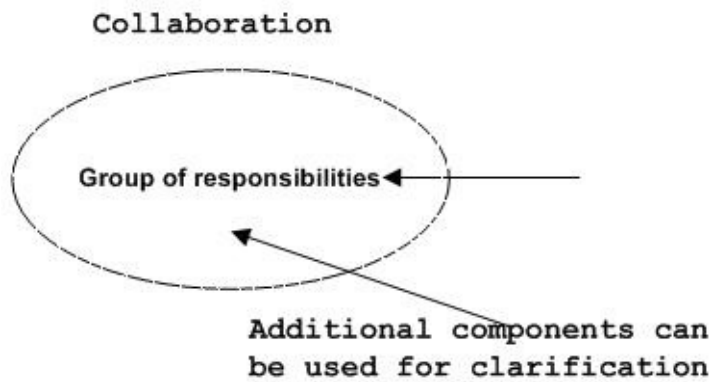 Collaboration
Group of responsibilities
Additional components can
be used for clarification